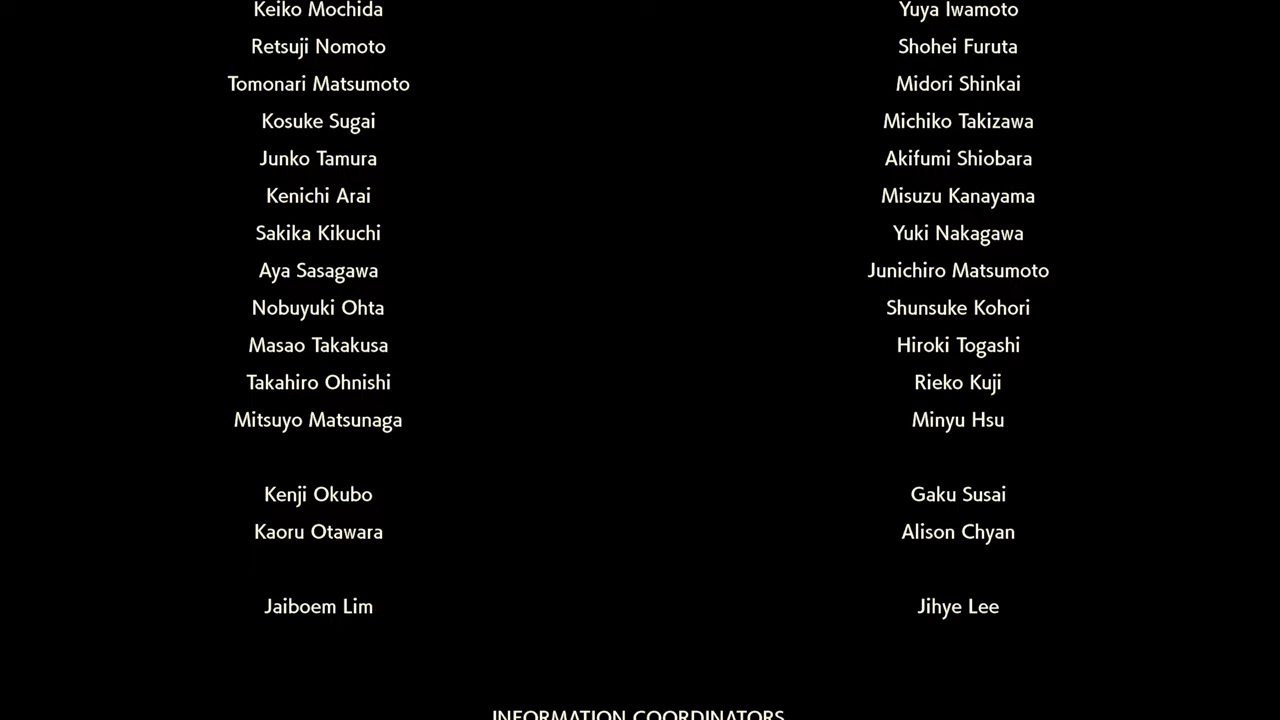 Keiko Mochida Yuya Iwamoto
Retsuji Nomoto Shohei Furuta
Tomonari Matsumoto Midori Shinkai
Kosuke Sugai Michiko Takizawa
Junko Tamura Akifumi Shiobara
Kenichi Arai Misuzu Kanayama
Sakika Kikuchi Yuki Nakagawa
Aya Sasagawa Junichiro Matsumoto
Nobuyuki Ohta Shunsuke Kohori
Masao Takakusa Hiroki Togashi
Takahiro Ohnishi Rieko Kuji
Mitsuyo Matsunaga Minyu Hsu
Kenji Okubo Gaku Susai
Kaoru Otawara Alison Chyan
Jaiboem Lim Jihye Lee
INFORMATION COORDINATORS